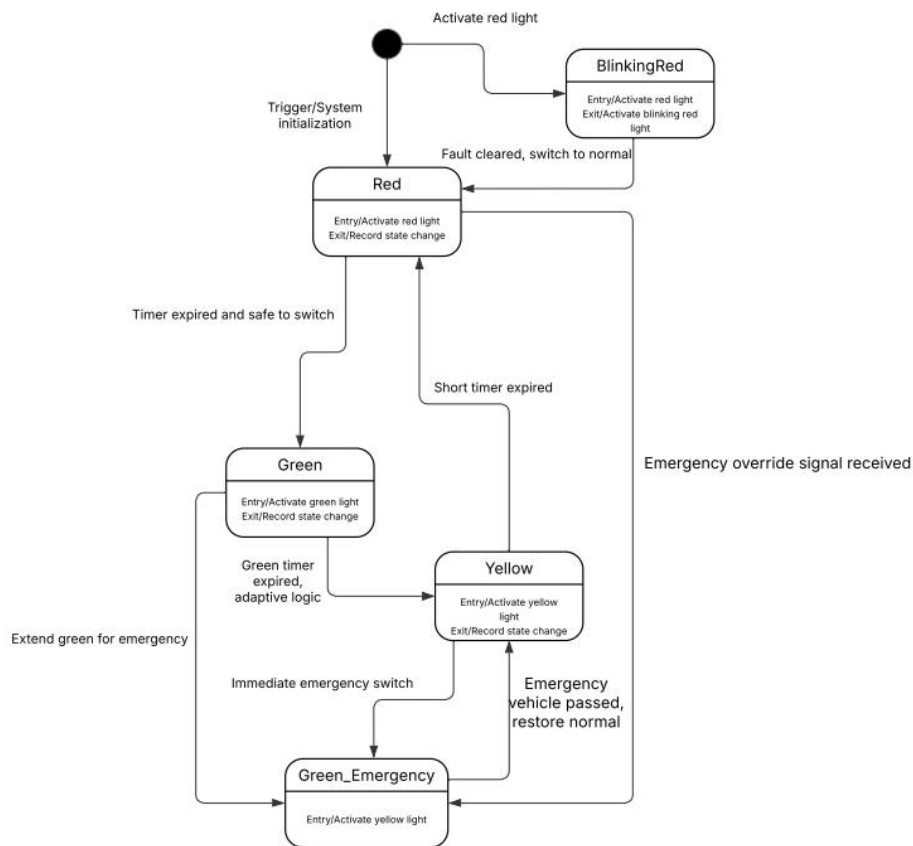 Activate red light
BlinkingRed
Entry/Activate red light
Exit/Activate blinking red
light
Trigger/System
initialization
Fault cleared, switch to normal
Red
Entry/Activate red light
Exit/Record state change
Timer expired and safe to switch
Short timer expired
Emergency override signal received
Green
Entry/Activate green light
Exit/Record state change
Green timer
expired,
adaptive logic
Yellow
Entry/Activate yellow
light
Exit/Record state change
Extend green for emergency
Immediate emergency switch
Emergency
vehicle passed,
restore normal
Green_Emergency
Entry/Activate yellow light